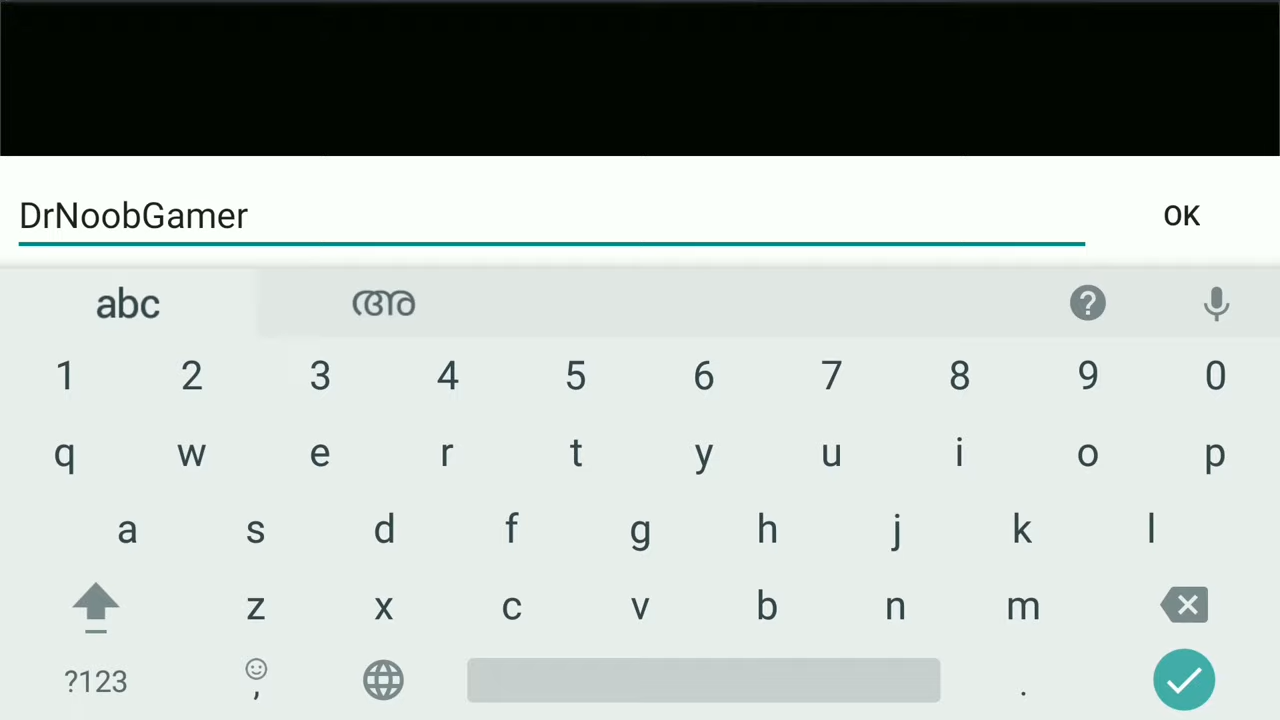 DrNoobGamer OK
abc അ
1 2 3 4 5 6 7 8 9 0
q w e r t y u i o p
a s d f g h j k l
z x c v b n m
?123 , .